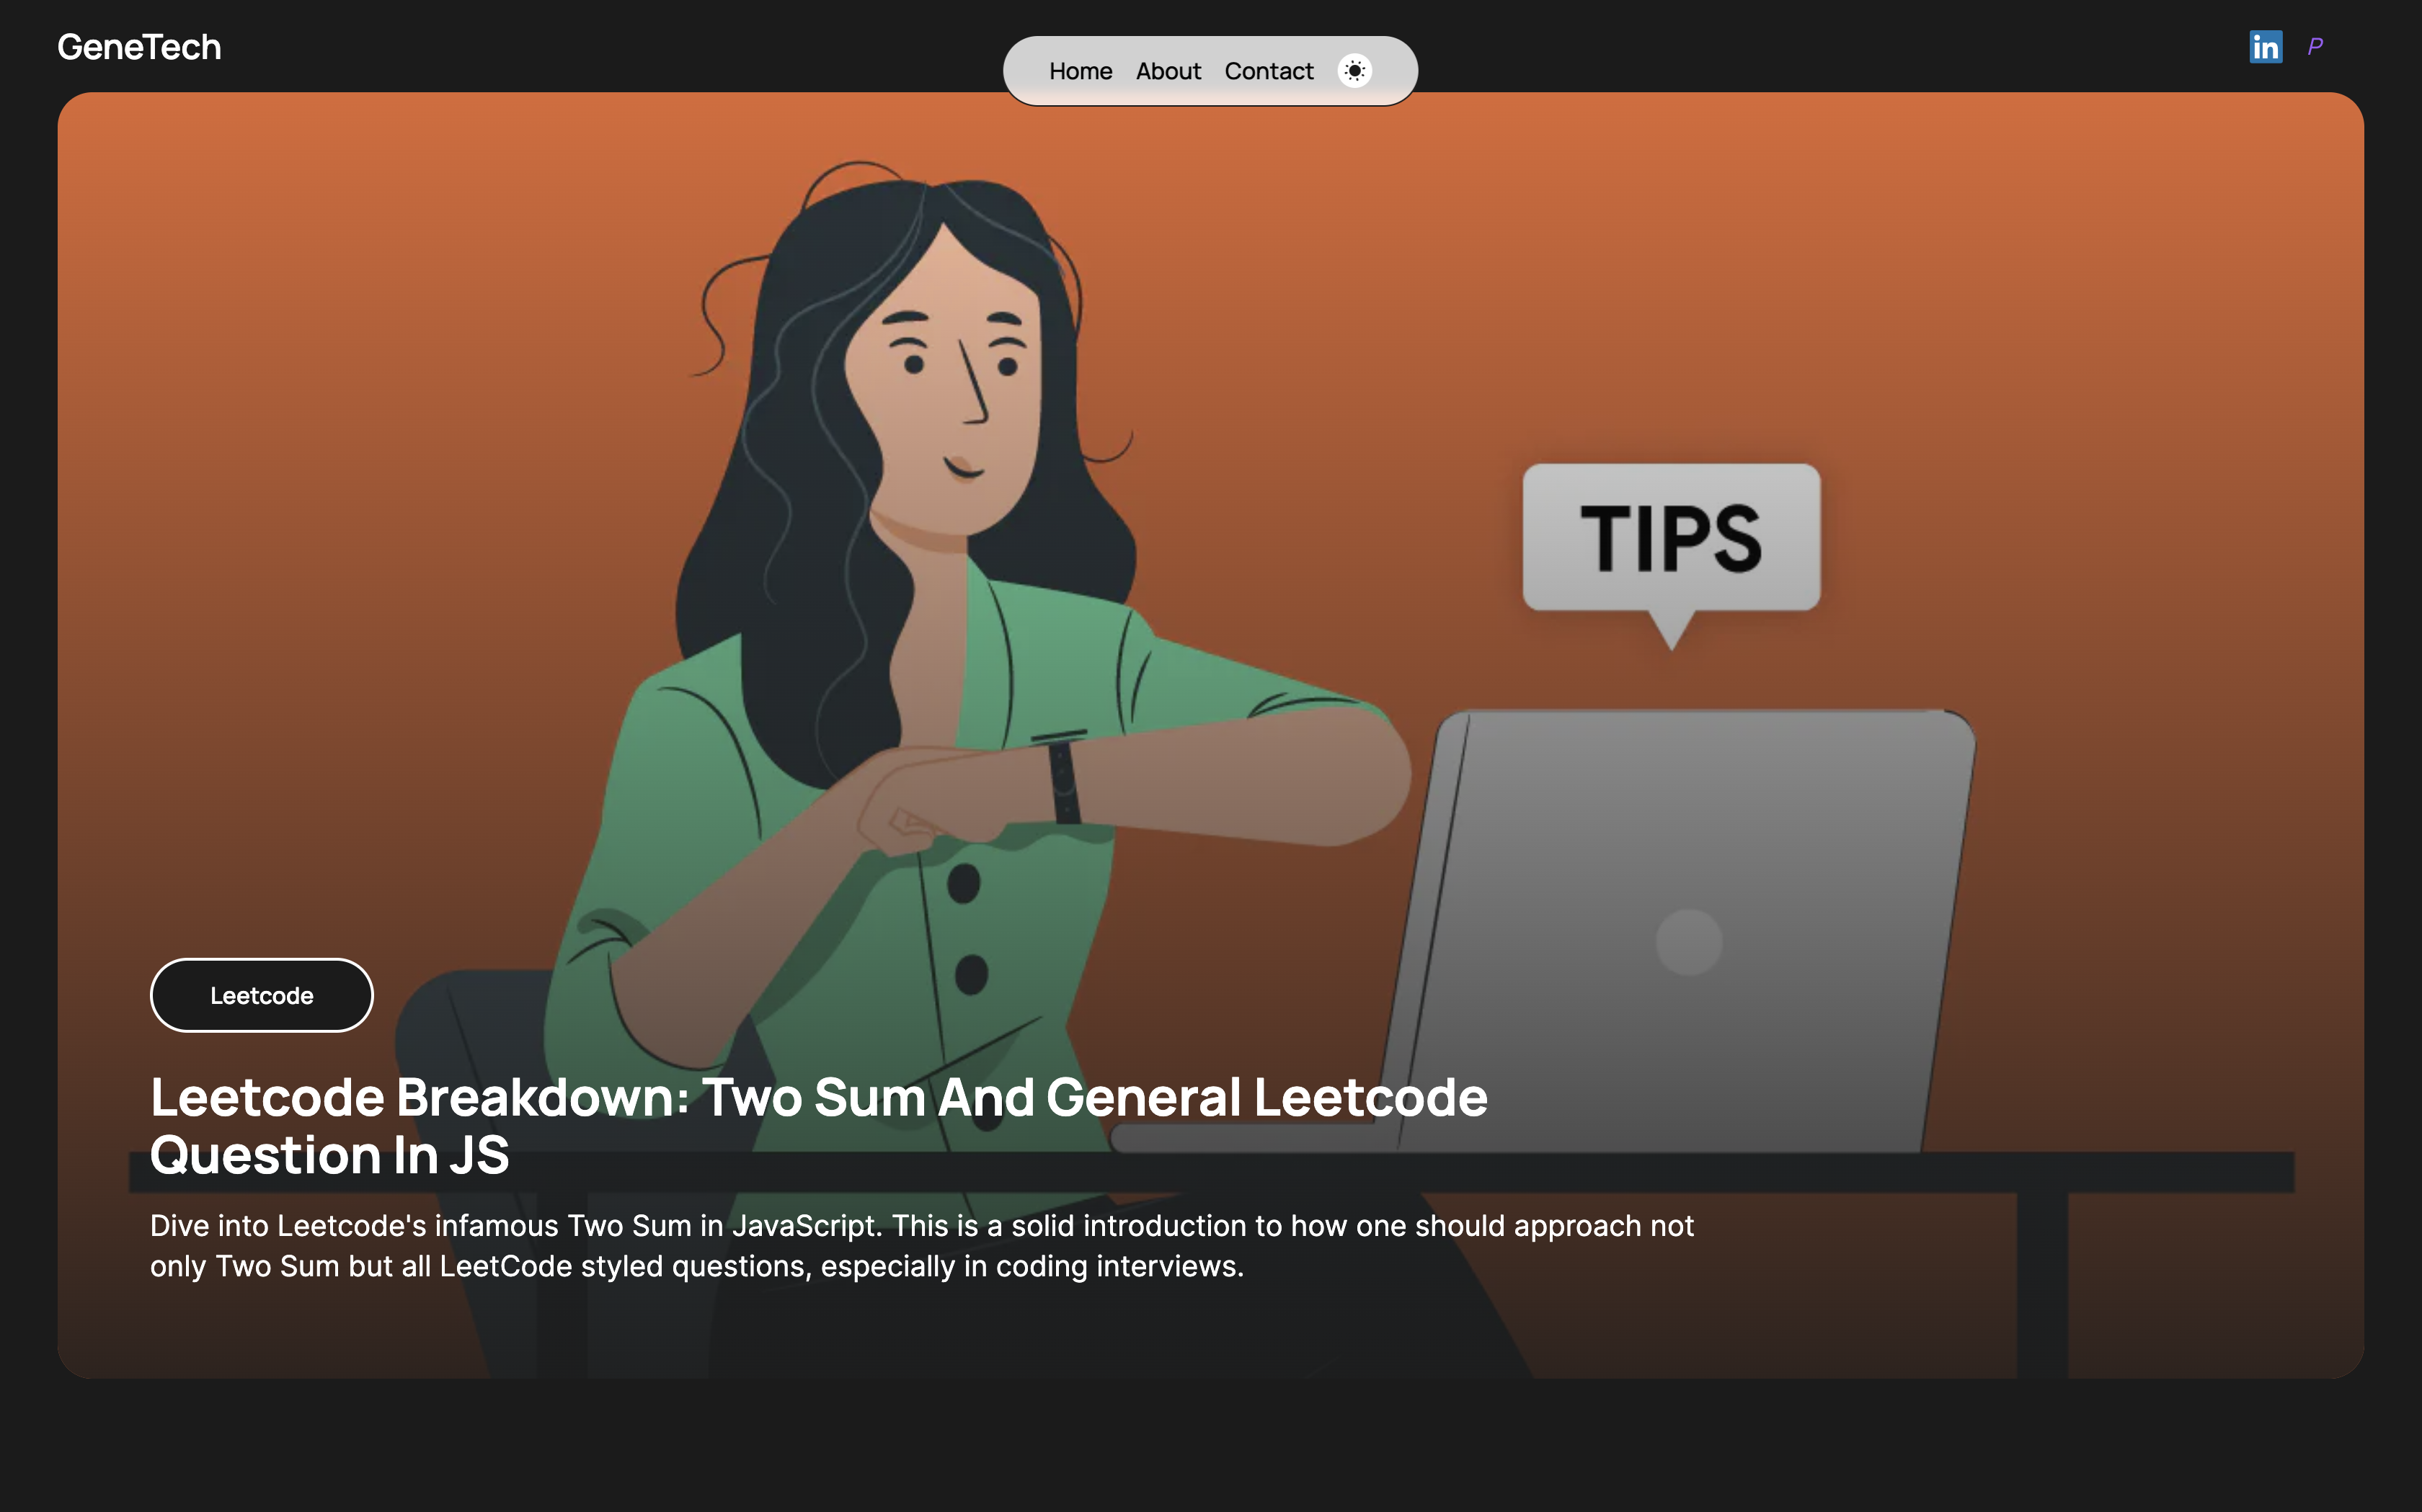 GeneTech
Home About Contact
in P
TIPS
Leetcode
Leetcode Breakdown: Two Sum And General Leetcode
Question In JS
Dive into Leetcode's infamous Two Sum in JavaScript. This is a solid introduction to how one should approach not
only Two Sum but all LeetCode styled questions, especially in coding interviews.